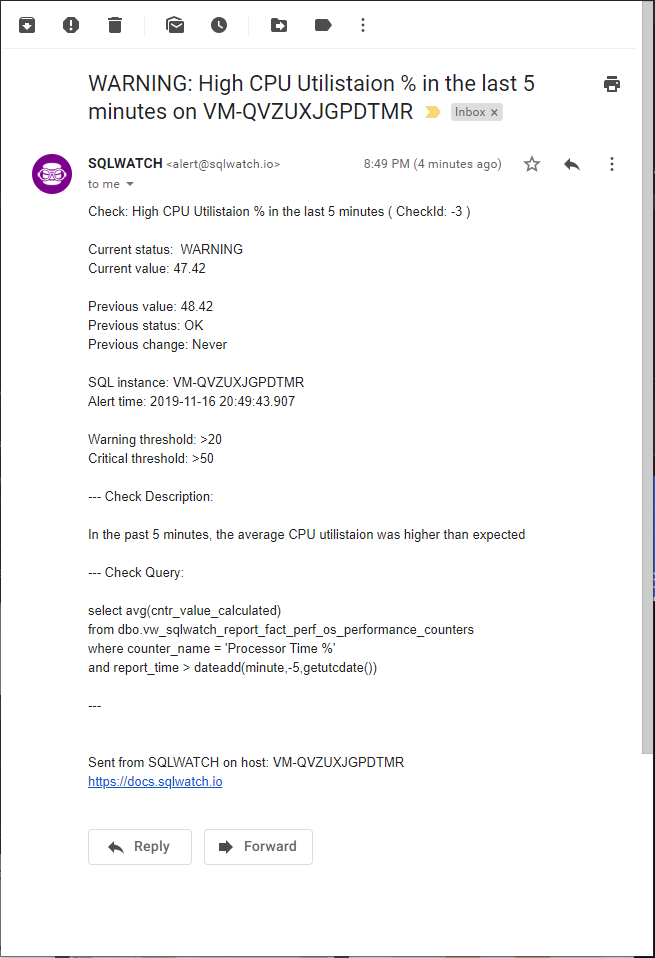 WARNING: High CPU Utilistaion % in the last 5
minutes on VM-QVZUXJGPDTMR Inbox ×
SQLWATCH <alert@sqlwatch.io> 8:49 PM (4 minutes ago)
to me
Check: High CPU Utilistaion % in the last 5 minutes ( CheckId: -3 )
Current status:  WARNING
Current value: 47.42
Previous value: 48.42
Previous status: OK
Previous change: Never
SQL instance: VM-QVZUXJGPDTMR
Alert time: 2019-11-16 20:49:43.907
Warning threshold: >20
Critical threshold: >50
--- Check Description:
In the past 5 minutes, the average CPU utilistaion was higher than expected
--- Check Query:
select avg(cntr_value_calculated)
from dbo.vw_sqlwatch_report_fact_perf_os_performance_counters
where counter_name = 'Processor Time %'
and report_time > dateadd(minute,-5,getutcdate())
---
Sent from SQLWATCH on host: VM-QVZUXJGPDTMR
https://docs.sqlwatch.io
Reply Forward